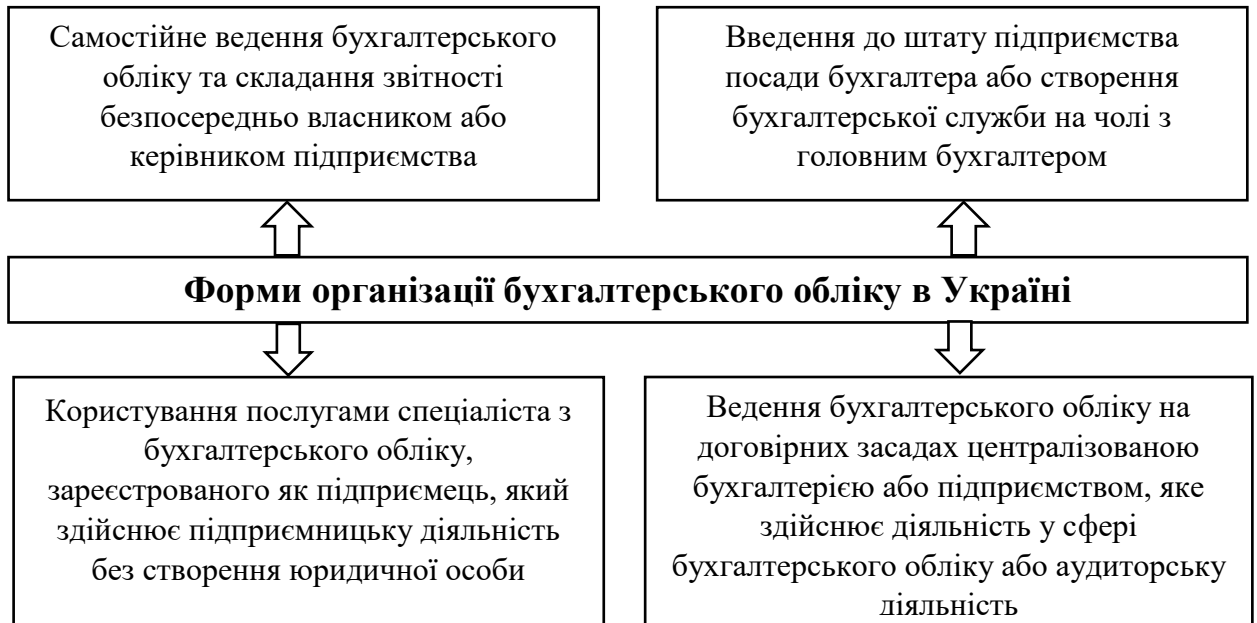 Самостійне ведення бухгалтерського
обліку та складання звітності
безпосередньо власником або
керівником підприємства
Введення до штату підприємства
посади бухгалтера або створення
бухгалтерської служби на чолі з
головним бухгалтером
Форми організації бухгалтерського обліку в Україні
Користування послугами спеціаліста з
бухгалтерського обліку,
зареєстрованого як підприємець, який
здійснює підприємницьку діяльність
без створення юридичної особи
Ведення бухгалтерського обліку на
договірних засадах централізованою
бухгалтерією або підприємством, яке
здійснює діяльність у сфері
бухгалтерського обліку або аудиторську
діяльність